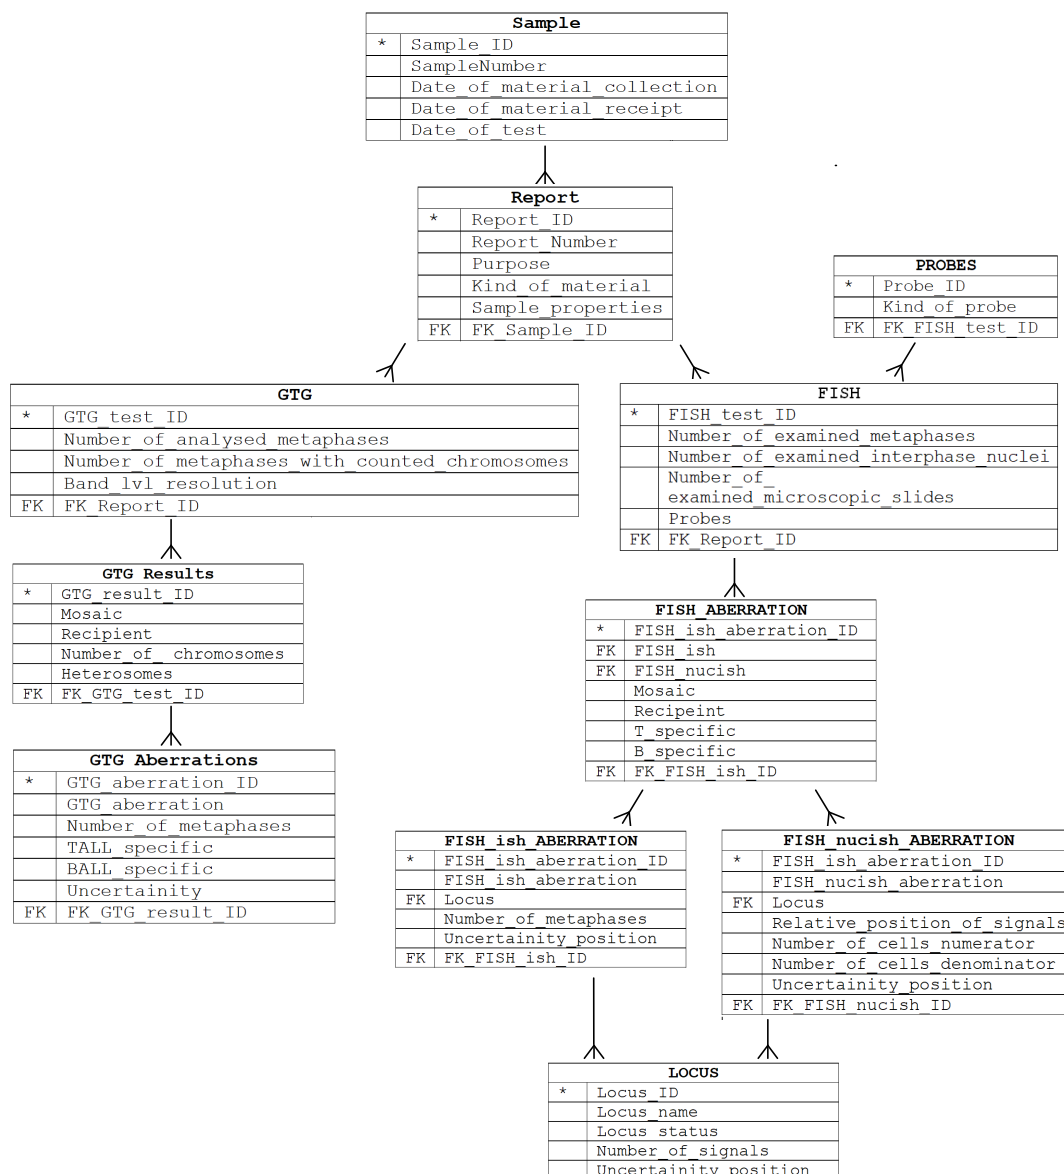 Sample
* Sample_ID
SampleNumber
Date_of_material_collection
Date_of_material_receipt
Date_of_test
Report
* Report_ID
Report_Number
Purpose
Kind_of_material
Sample_properties
FK FK_Sample_ID
PROBES
* Probe_ID
Kind_of_probe
FK FK_FISH_test_ID
GTG
* GTG_test_ID
Number_of_analysed_metaphases
Number_of_metaphases_with_counted_chromosomes
Band_lvl_resolution
FK FK_Report_ID
FISH
* FISH_test_ID
Number_of_examined_metaphases
Number_of_examined_interphase_nuclei
Number_of_
examined_microscopic_slides
Probes
FK FK_Report_ID
GTG Results
* GTG_result_ID
Mosaic
Recipient
Number_of_ chromosomes
Heterosomes
FK FK_GTG_test_ID
FISH_ABERRATION
* FISH_ish_aberration_ID
FK FISH_ish
FK FISH_nucish
Mosaic
Recipeint
T_specific
B_specific
FK FK_FISH_ish_ID
GTG Aberrations
* GTG_aberration_ID
GTG_aberration
Number_of_metaphases
TALL_specific
BALL_specific
Uncertainity
FK FK_GTG_result_ID
FISH_ish_ABERRATION
* FISH_ish_aberration_ID
FISH_ish_aberration
FK Locus
Number_of_metaphases
Uncertainity_position
FK FK_FISH_ish_ID
FISH_nucish_ABERRATION
* FISH_ish_aberration_ID
FISH_nucish_aberration
FK Locus
Relative_position_of_signals
Number_of_cells_numerator
Number_of_cells_denominator
Uncertainity_position
FK FK_FISH_nucish_ID
LOCUS
* Locus_ID
Locus_name
Locus_status
Number_of_signals
Uncertainity_position